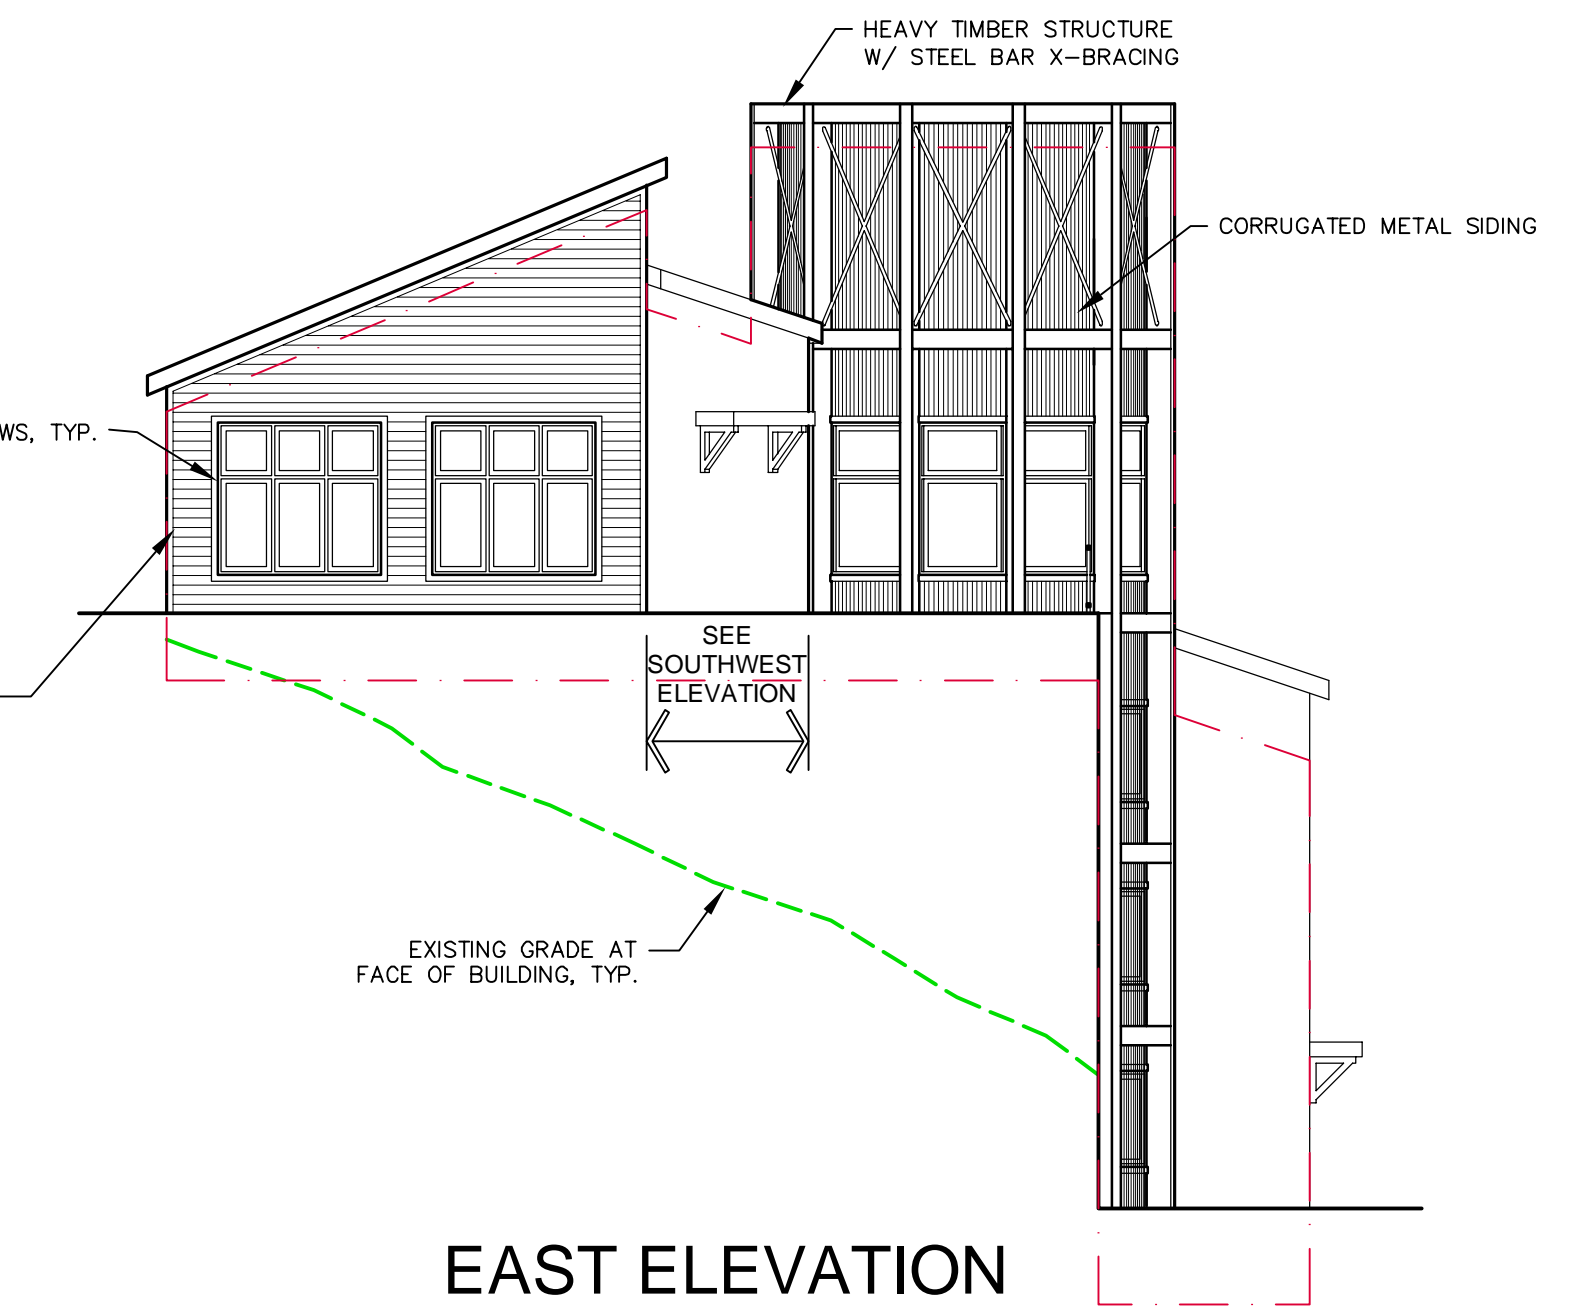 HEAVY TIMBER STRUCTURE
W/ STEEL BAR X-BRACING
CORRUGATED METAL SIDING
WS, TYP.
SEE
SOUTHWEST
ELEVATION
EXISTING GRADE AT
FACE OF BUILDING, TYP.
EAST ELEVATION